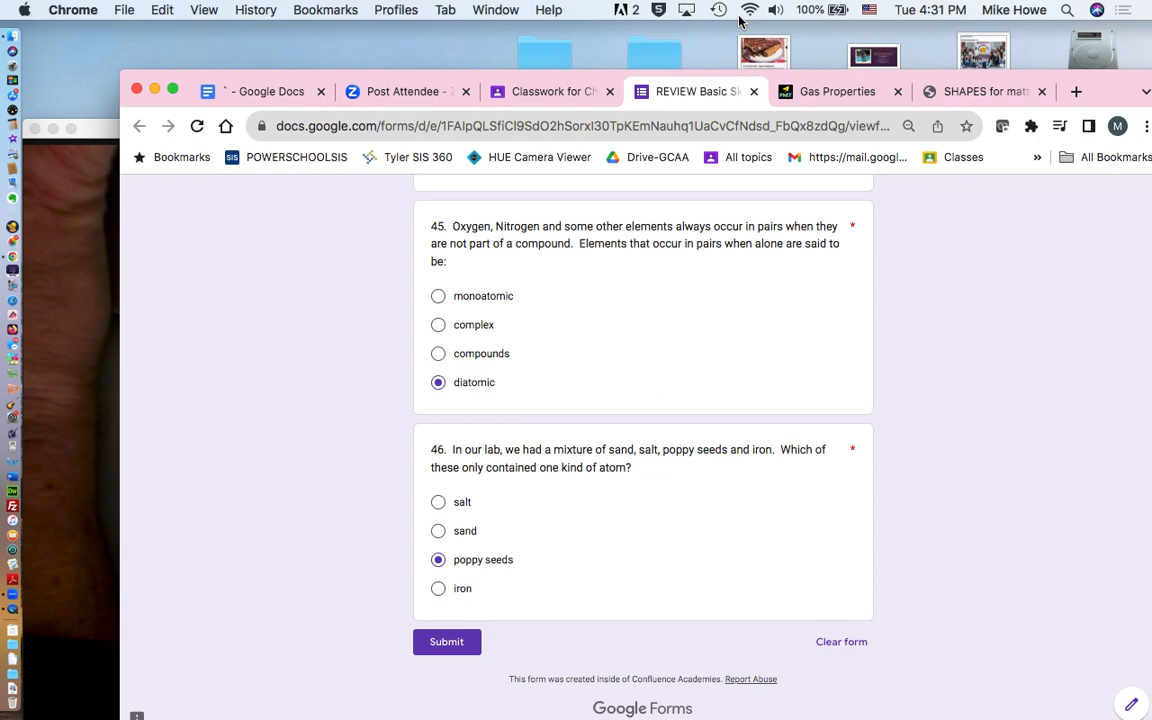 Chrome File Edit View History Bookmarks Profiles Tab Window Help 2 100% Tue 4:31 PM Mike Howe
` - Google Docs Post Attendee - Z Classwork for Ch REVIEW Basic Sk Gas Properties SHAPES for matt
docs.google.com/forms/d/e/1FAIpQLSfiCl9SdO2hSorxI30TpKEmNauhq1UaCvCfNdsd_FbQx8zdQg/viewf... M
Bookmarks SIS POWERSCHOOLSIS Tyler SIS 360 HUE Camera Viewer Drive-GCAA All topics https://mail.googl... Classes » All Bookmarks
45. Oxygen, Nitrogen and some other elements always occur in pairs when they *
are not part of a compound. Elements that occur in pairs when alone are said to
be:
monoatomic
complex
compounds
diatomic
46. In our lab, we had a mixture of sand, salt, poppy seeds and iron. Which of *
these only contained one kind of atom?
salt
sand
poppy seeds
iron
Submit Clear form
This form was created inside of Confluence Academies. Report Abuse
Google Forms